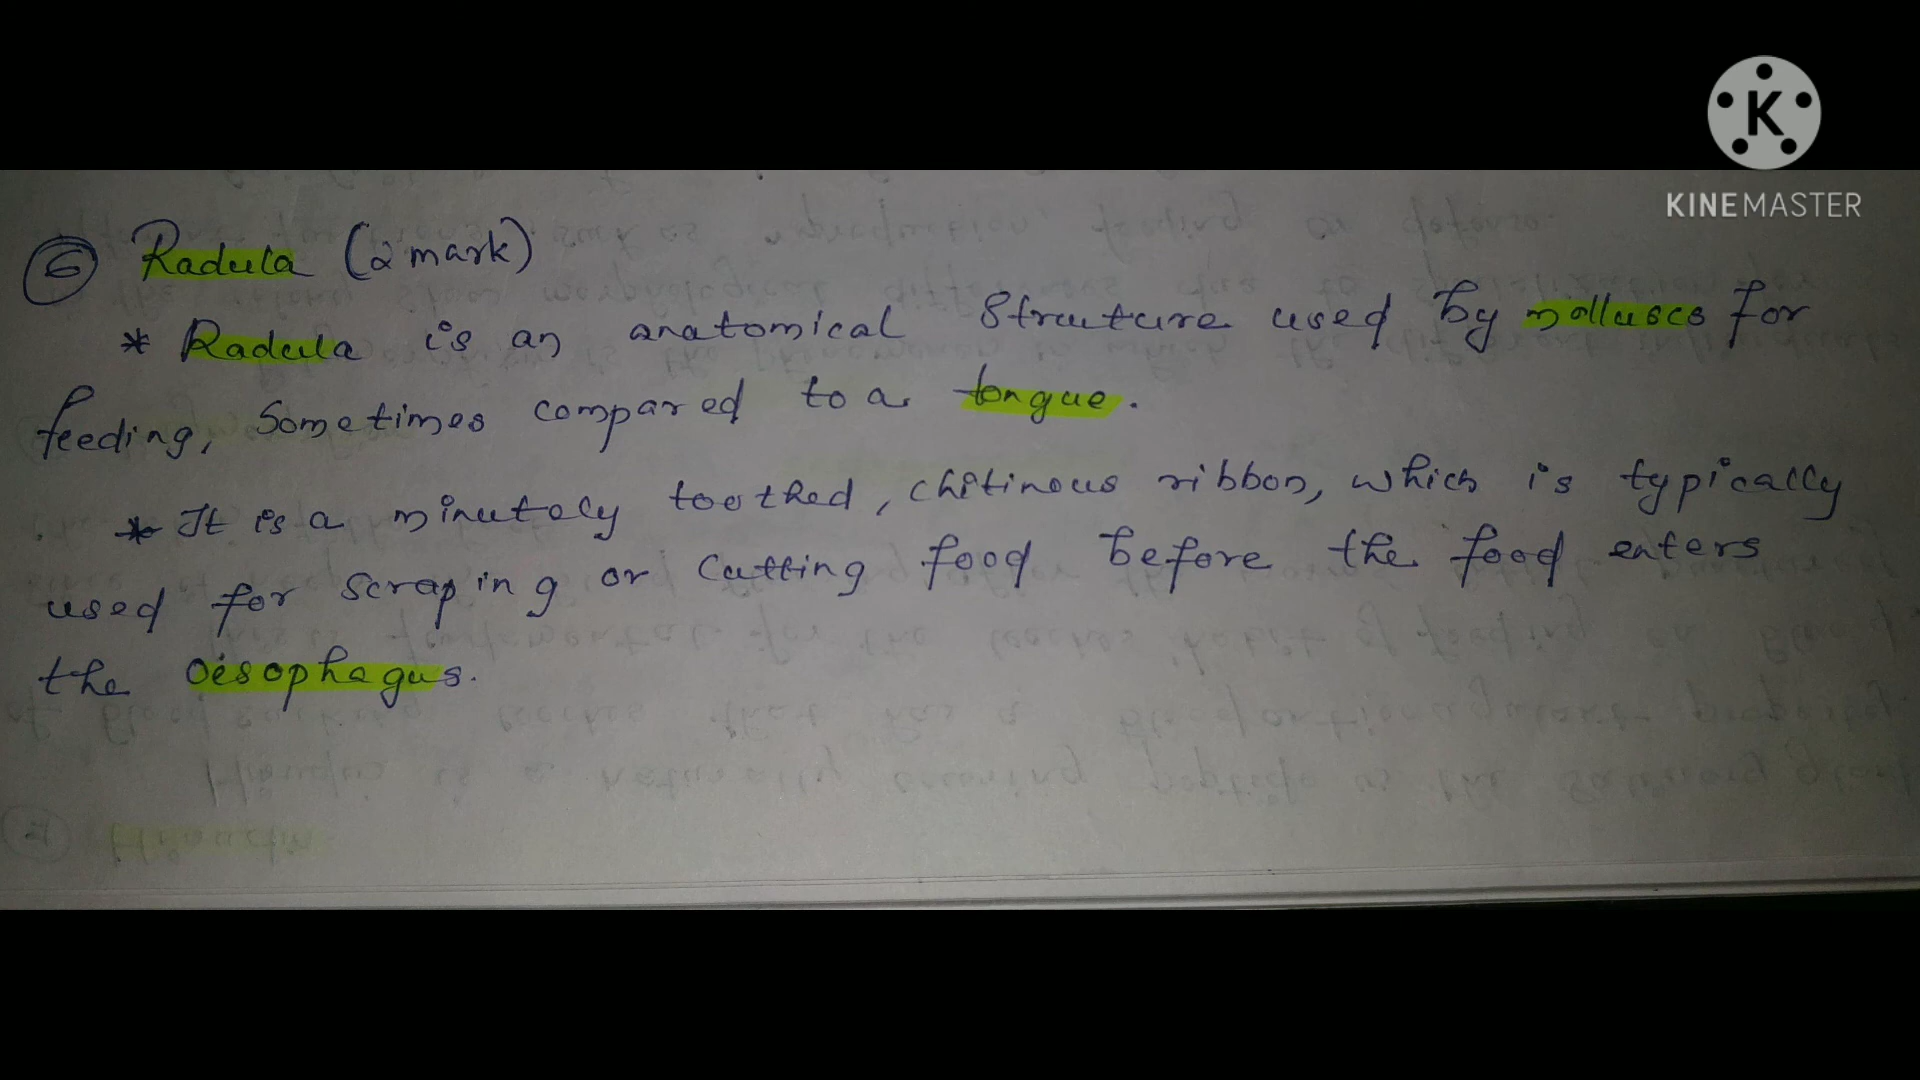 K
KINEMASTER
6 Radula (2 mark)
* Radula is an anatomical Structure used by molluscs for
feeding, Sometimes compared to a tongue.
* It is a minutely toothed, chitinous ribbon, which is typically
used for scraping or cutting food before the food enters
the oesophagus.